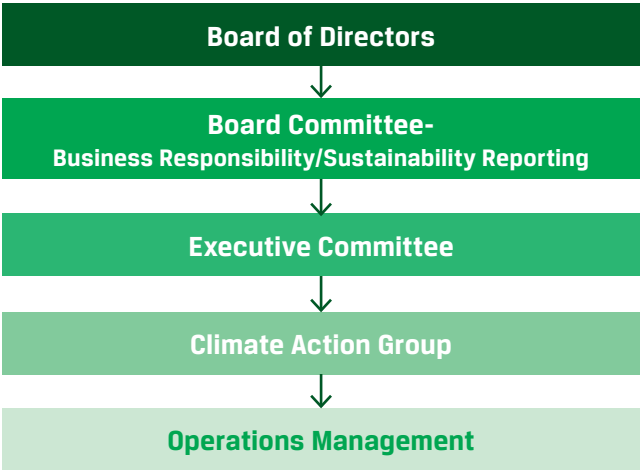 Board of Directors
Board Committee-
Business Responsibility/Sustainability Reporting
Executive Committee
Climate Action Group
Operations Management